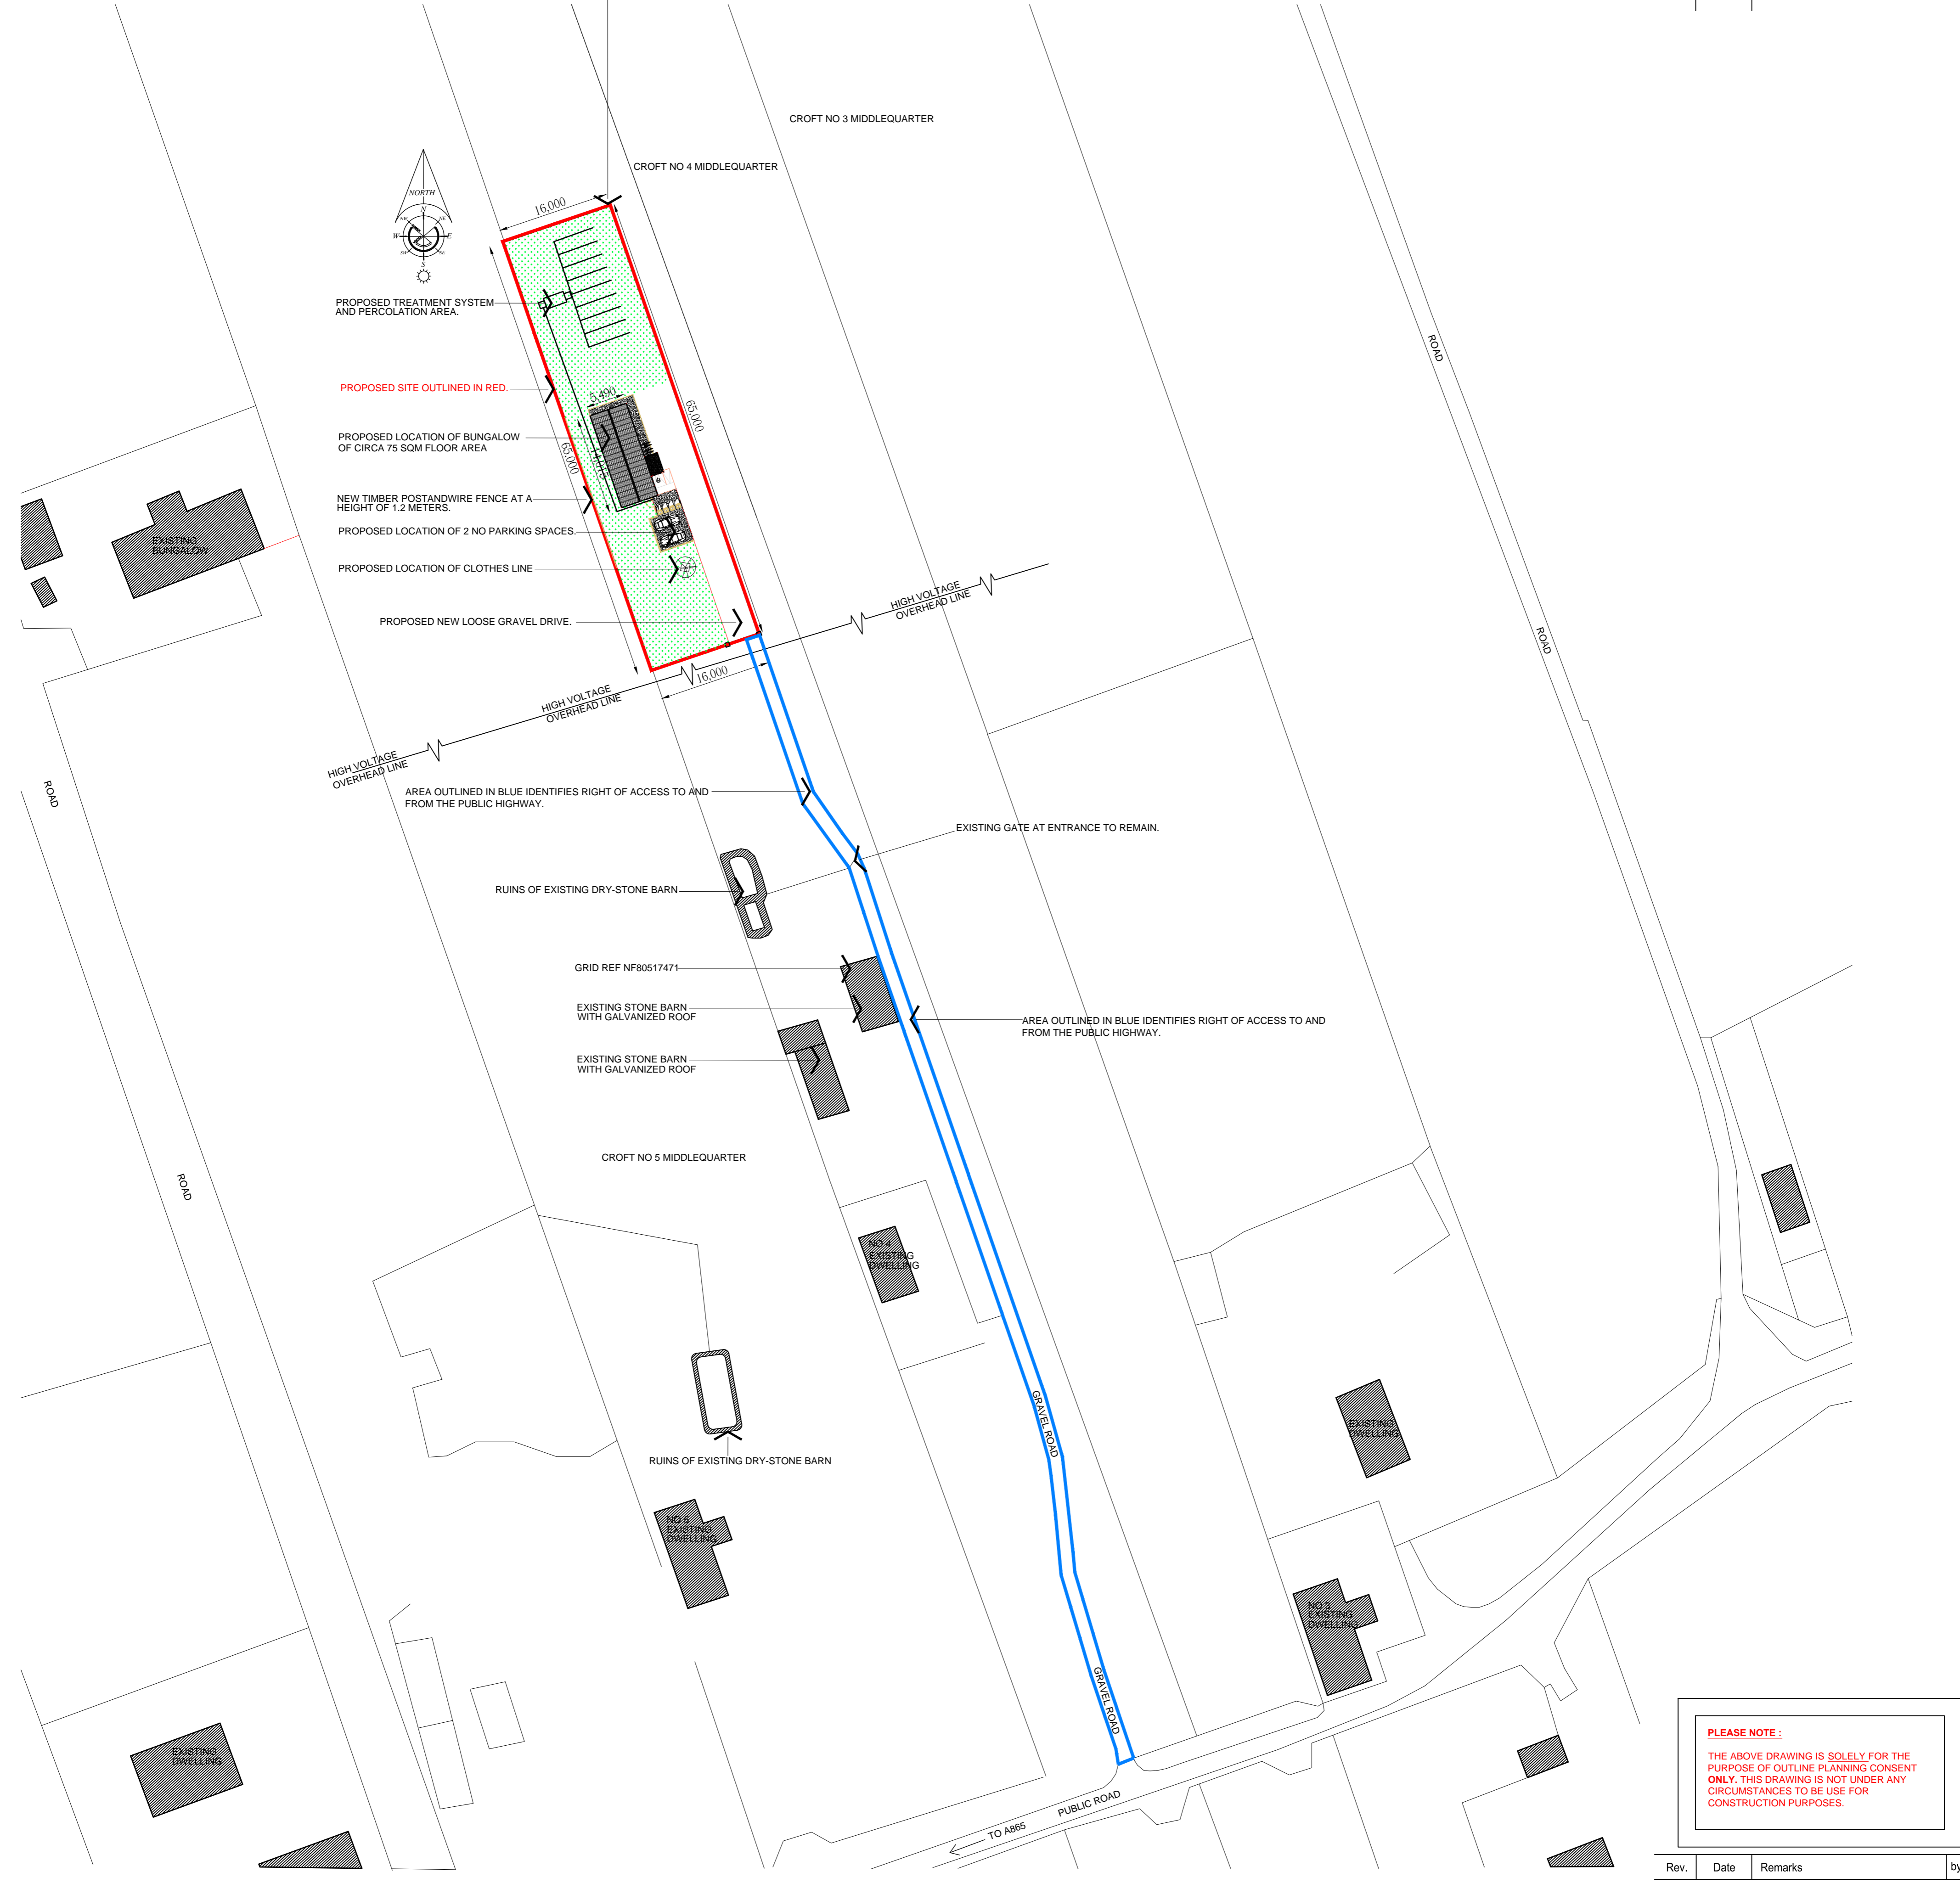 CROFT NO 3 MIDDLEQUARTER
CROFT NO 4 MIDDLEQUARTER
NORTH
N
NW
NE
W
E
SW
SE
S
16,000
PROPOSED TREATMENT SYSTEM
AND PERCOLATION AREA.
PROPOSED SITE OUTLINED IN RED.
5,490
65,000
65,000
PROPOSED LOCATION OF BUNGALOW
OF CIRCA 75 SQM FLOOR AREA
NEW TIMBER POSTANDWIRE FENCE AT A
HEIGHT OF 1.2 METERS.
PROPOSED LOCATION OF 2 NO PARKING SPACES.
PROPOSED LOCATION OF CLOTHES LINE
PROPOSED NEW LOOSE GRAVEL DRIVE.
EXISTING
BUNGALOW
ROAD
ROAD
HIGH VOLTAGE
OVERHEAD LINE
HIGH VOLTAGE
OVERHEAD LINE
HIGH VOLTAGE
OVERHEAD LINE
16,000
ROAD
AREA OUTLINED IN BLUE IDENTIFIES RIGHT OF ACCESS TO AND
FROM THE PUBLIC HIGHWAY.
EXISTING GATE AT ENTRANCE TO REMAIN.
RUINS OF EXISTING DRY-STONE BARN
GRID REF NF80517471
EXISTING STONE BARN
WITH GALVANIZED ROOF
AREA OUTLINED IN BLUE IDENTIFIES RIGHT OF ACCESS TO AND
FROM THE PUBLIC HIGHWAY.
EXISTING STONE BARN
WITH GALVANIZED ROOF
CROFT NO 5 MIDDLEQUARTER
ROAD
NO 4
EXISTING
DWELLING
GRAVEL ROAD
EXISTING
DWELLING
RUINS OF EXISTING DRY-STONE BARN
EXISTING
DWELLING
NO 3
EXISTING
DWELLING
GRAVEL ROAD
EXISTING
DWELLING
PUBLIC ROAD
TO A865
PLEASE NOTE :
THE ABOVE DRAWING IS SOLELY FOR THE
PURPOSE OF OUTLINE PLANNING CONSENT
ONLY. THIS DRAWING IS NOT UNDER ANY
CIRCUMSTANCES TO BE USE FOR
CONSTRUCTION PURPOSES.
Rev.
Date
Remarks
by